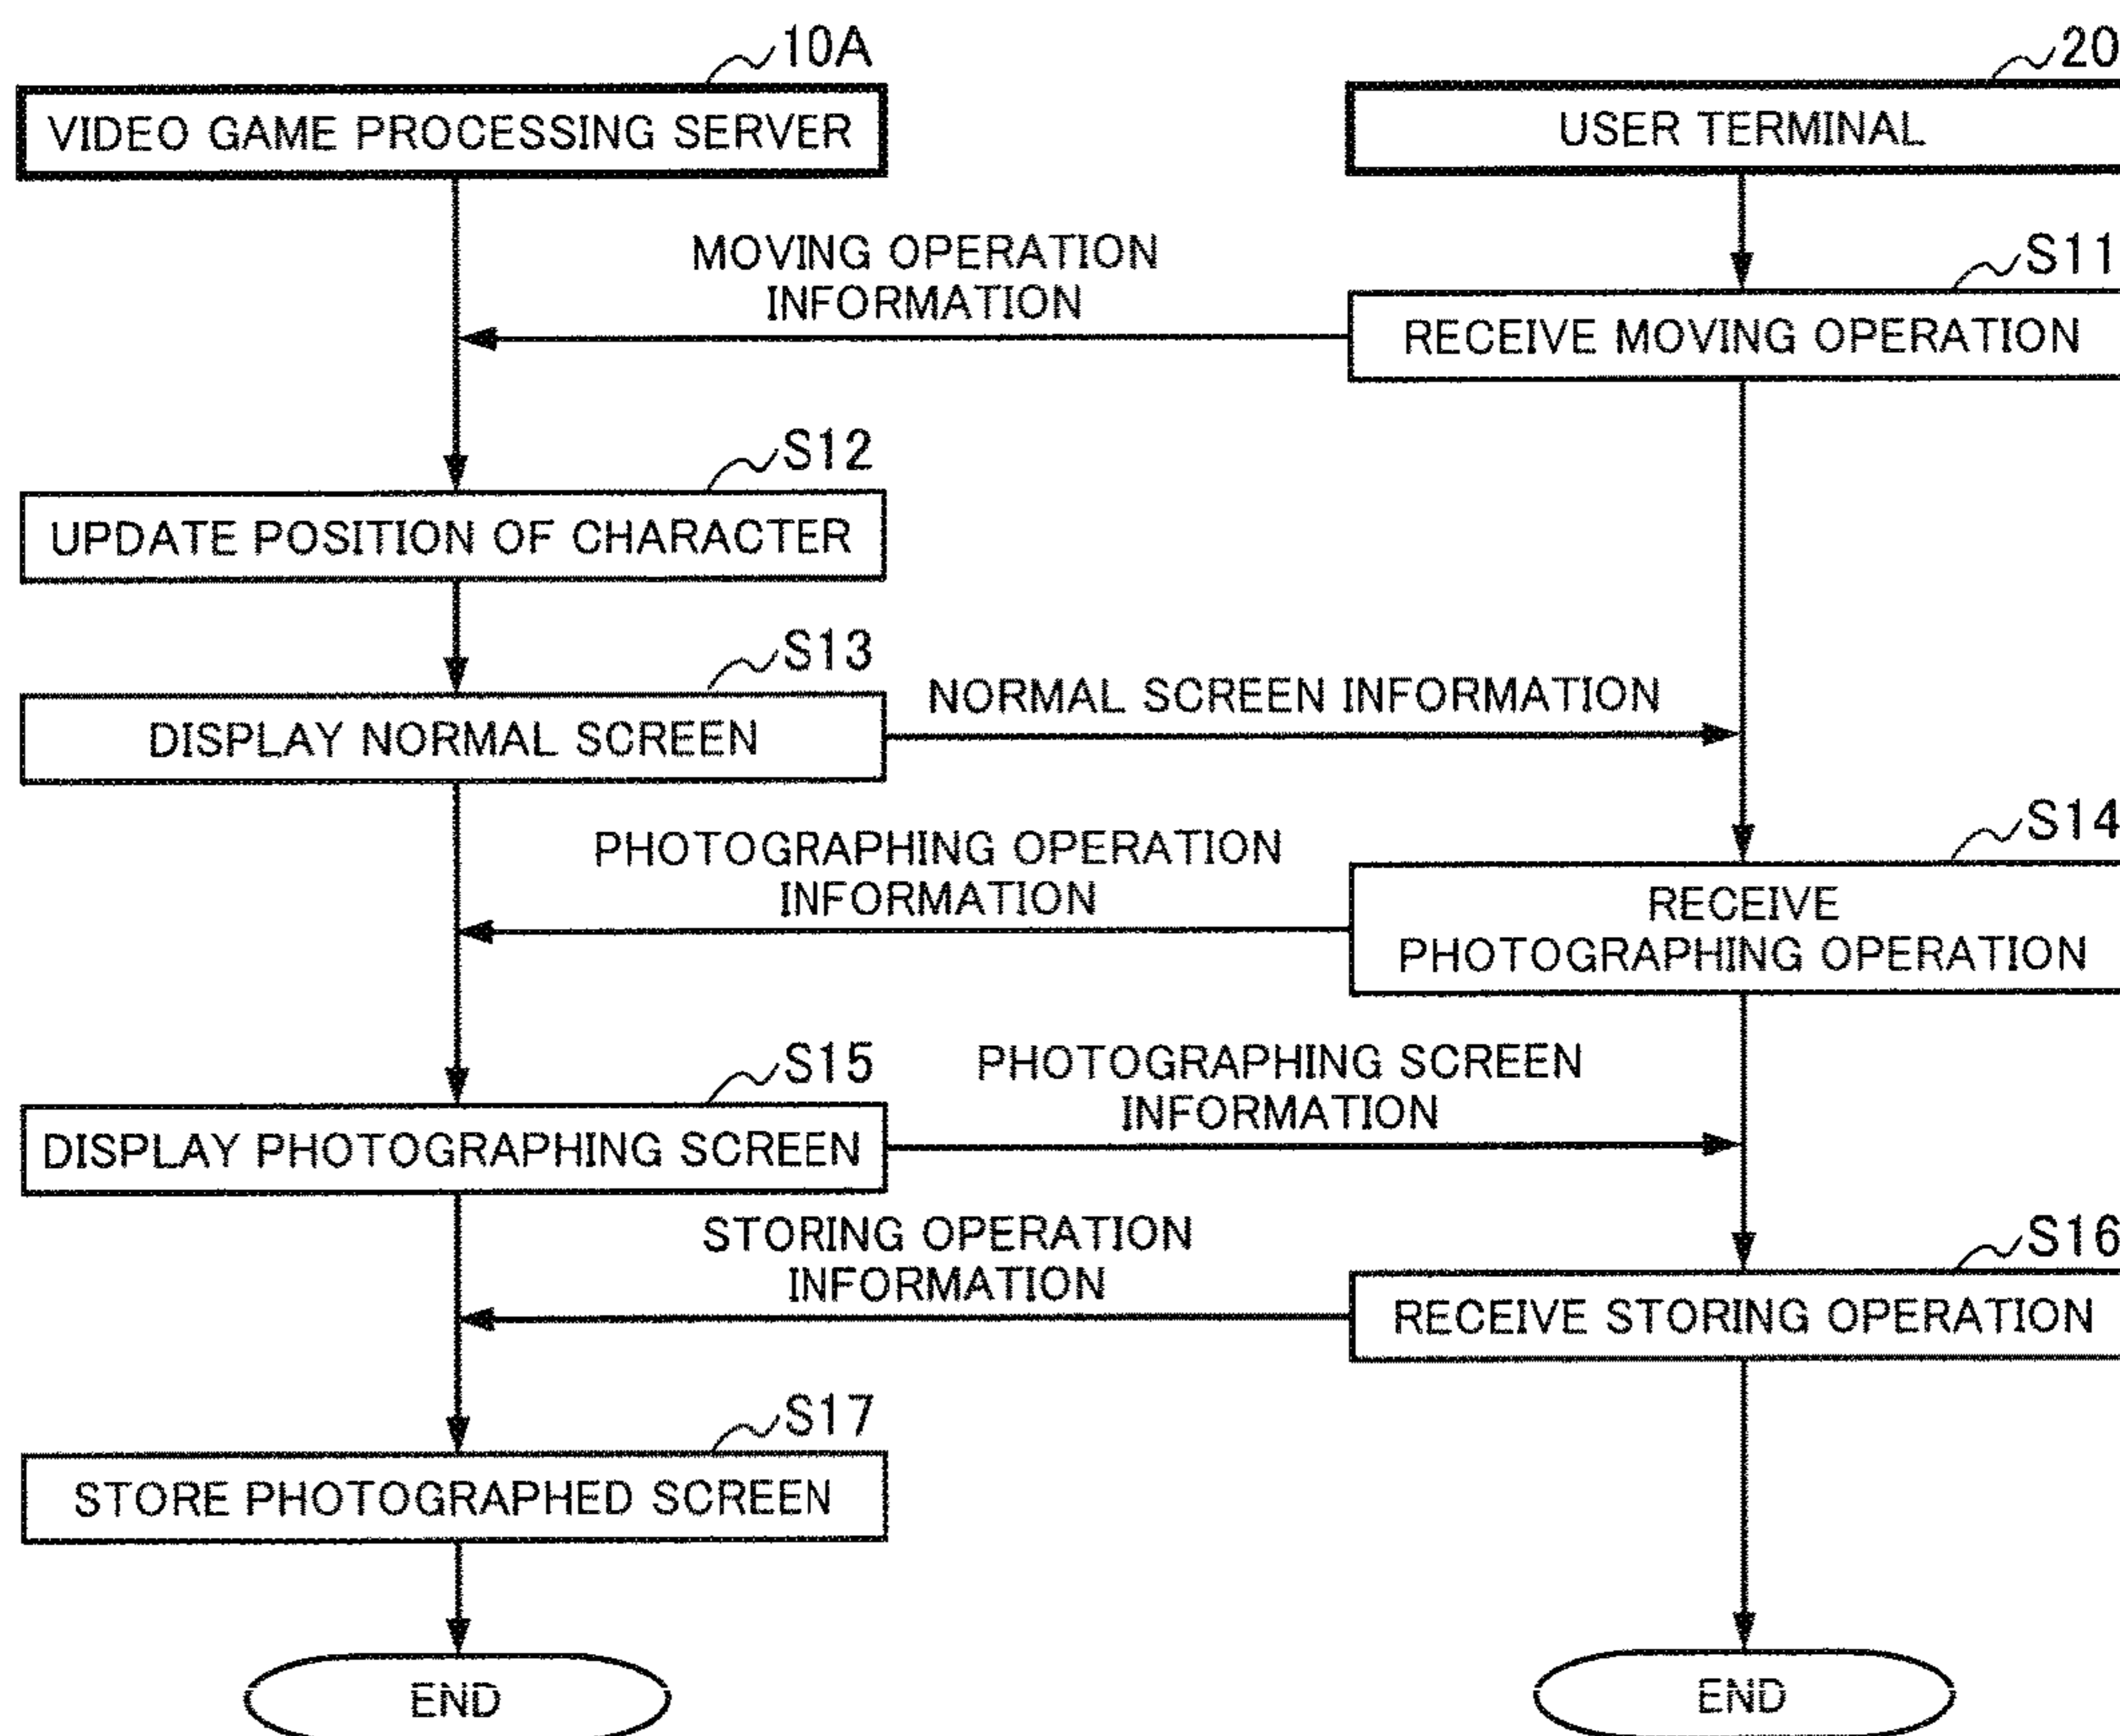 10A
20
VIDEO GAME PROCESSING SERVER
USER TERMINAL
MOVING OPERATION
INFORMATION
S11
RECEIVE MOVING OPERATION
S12
UPDATE POSITION OF CHARACTER
S13
DISPLAY NORMAL SCREEN
NORMAL SCREEN INFORMATION
S14
PHOTOGRAPHING OPERATION
INFORMATION
RECEIVE
PHOTOGRAPHING OPERATION
S15
DISPLAY PHOTOGRAPHING SCREEN
PHOTOGRAPHING SCREEN
INFORMATION
STORING OPERATION
INFORMATION
S16
RECEIVE STORING OPERATION
S17
STORE PHOTOGRAPHED SCREEN
END
END